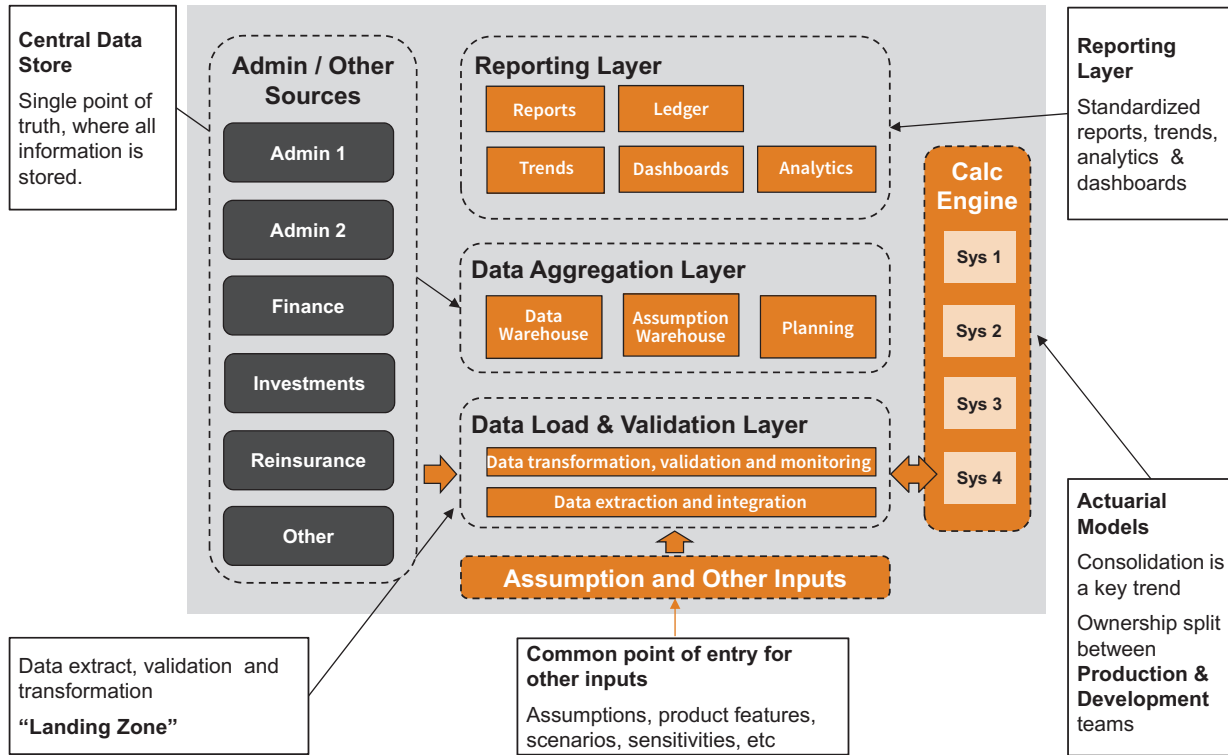 Central Data
Store
Single point of
truth, where all
information is
stored.
Admin / Other
Sources
Admin 1
Admin 2
Finance
Investments
Reinsurance
Other
Reporting Layer
Reports
Ledger
Trends
Dashboards
Analytics
Data Aggregation Layer
Data
Warehouse
Assumption
Warehouse
Planning
Data Load & Validation Layer
Data transformation, validation and monitoring
Data extraction and integration
Assumption and Other Inputs
Calc
Engine
Sys 1
Sys 2
Sys 3
Sys 4
Reporting
Layer
Standardized
reports, trends,
analytics &
dashboards
Actuarial
Models
Consolidation is
a key trend
Ownership split
between
Production &
Development
teams
Data extract, validation and
transformation
“Landing Zone”
Common point of entry for
other inputs
Assumptions, product features,
scenarios, sensitivities, etc